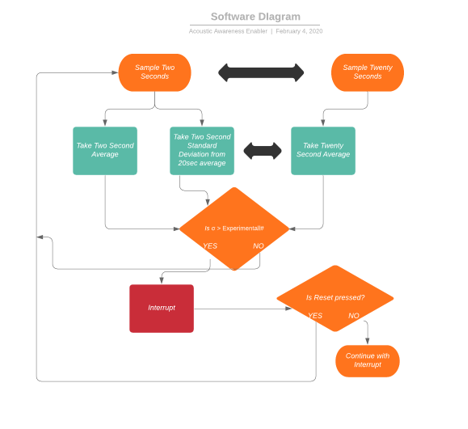 Software DIagram
Acoustic Awareness Enabler | February 4, 2020
Sample Two
Seconds
Sample Twenty
Seconds
Take Two Second
Average
Take Two Second
Standard
Deviation from
20sec average
Take Twenty
Second Average
Is σ > Experimental#
YES
NO
Interrupt
Is Reset pressed?
YES
NO
Continue with
Interrupt